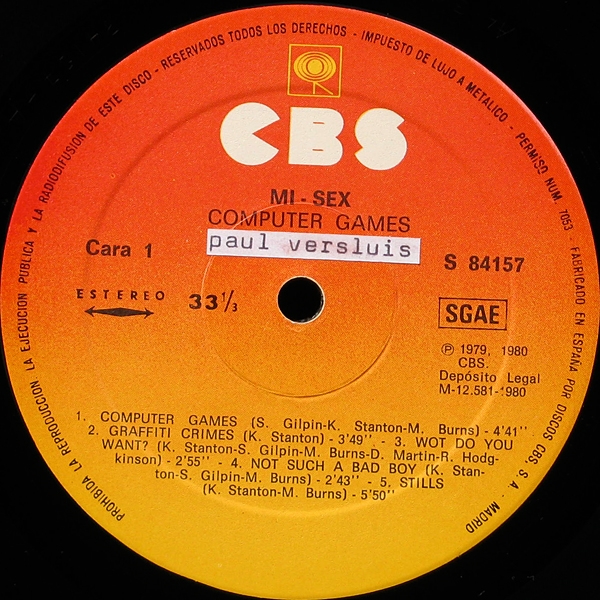 PROHIBIDA LA REPRODUCCION LA EJECUCION PUBLICA Y LA RADIODIFUSION DE ESTE DISCO - RESERVADOS TODOS LOS DERECHOS - IMPUESTO DE LUJO A METALICO - PERMISO NUM. 7053 - FABRICADO EN ESPAÑA POR DISCOS CBS, S. A. - MADRID
CBS
MI - SEX
COMPUTER GAMES
paul versluis
Cara 1
S 84157
ESTEREO
33 1/3
SGAE
℗ 1979, 1980
CBS.
Depósito Legal
M-12.581-1980
1. COMPUTER GAMES (S. Gilpin-K. Stanton-M. Burns) - 4'41''
2. GRAFFITI CRIMES (K. Stanton) - 3'49'' - 3. WOT DO YOU
WANT? (K. Stanton-S. Gilpin-M. Burns-D. Martin-R. Hodg-
kinson) - 2'55'' - 4. NOT SUCH A BAD BOY (K. Stan-
ton-S. Gilpin-M. Burns) - 2'43'' - 5. STILLS
(K. Stanton-M. Burns) - 5'50''